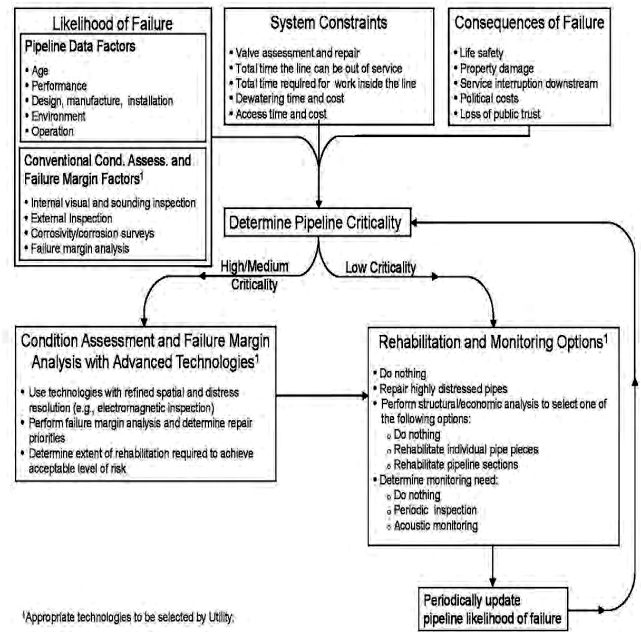 Likelihood of Failure
Pipeline Data Factors
• Age
• Performance
• Design, manufacture, installation
• Environment
• Operation
Conventional Cond. Assess. and
Failure Margin Factors¹
• Internal visual and sounding inspection
• External Inspection
• Corrosivity/corrosion surveys
• Failure margin analysis
System Constraints
• Valve assessment and repair
• Total time the line can be out of service
• Total time required for work inside the line
• Dewatering time and cost
• Access time and cost
Consequences of Failure
• Life safety
• Property damage
• Service interruption downstream
• Political costs
• Loss of public trust
Determine Pipeline Criticality
High/Medium
Criticality
Low Criticality
Condition Assessment and Failure Margin
Analysis with Advanced Technologies¹
• Use technologies with refined spatial and distress
resolution (e.g., electromagnetic inspection)
• Perform failure margin analysis and determine repair
priorities
• Determine extent of rehabilitation required to achieve
acceptable level of risk
Rehabilitation and Monitoring Options¹
• Do nothing
• Repair highly distressed pipes
• Perform structural/economic analysis to select one of
the following options:
o Do nothing
o Rehabilitate individual pipe pieces
o Rehabilitate pipeline sections
• Determine monitoring need:
o Do nothing
o Periodic inspection
o Acoustic monitoring
Periodically update
pipeline likelihood of failure
¹Appropriate technologies to be selected by Utility;